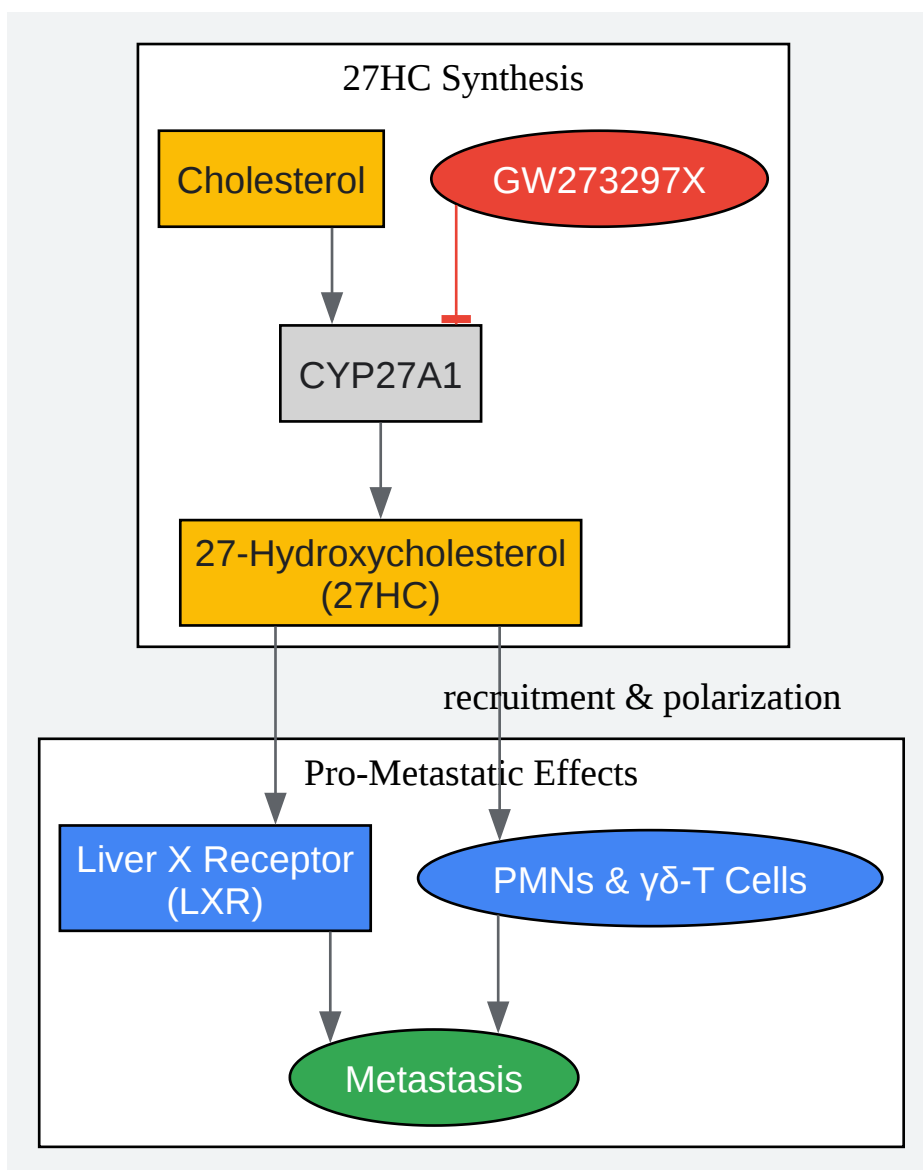 27HC Synthesis
Cholesterol
GW273297X
CYP27A1
27-Hydroxycholesterol
(27HC)
recruitment & polarization
Pro-Metastatic Effects
Liver X Receptor
(LXR)
PMNs & γδ-T Cells
Metastasis